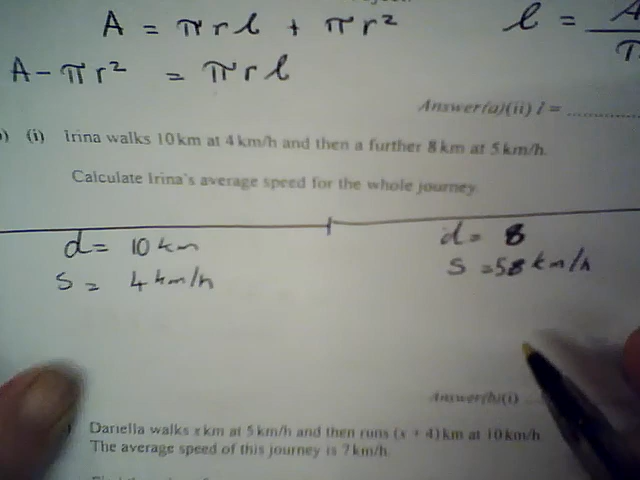 A = πrl + πr²
l = A
A - πr² = πrl
Answer(a)(ii) l = ..............
(i) Irina walks 10 km at 4 km/h and then a further 8 km at 5 km/h.
Calculate Irina's average speed for the whole journey
d = 10 km
d = 8
s = 4 km/h
s = 58 km/h
Answer(b)(i) ..
Dariella walks x km at 5 km/h and then runs (x + 4) km at 10 km/h
The average speed of this journey is 7 km/h.